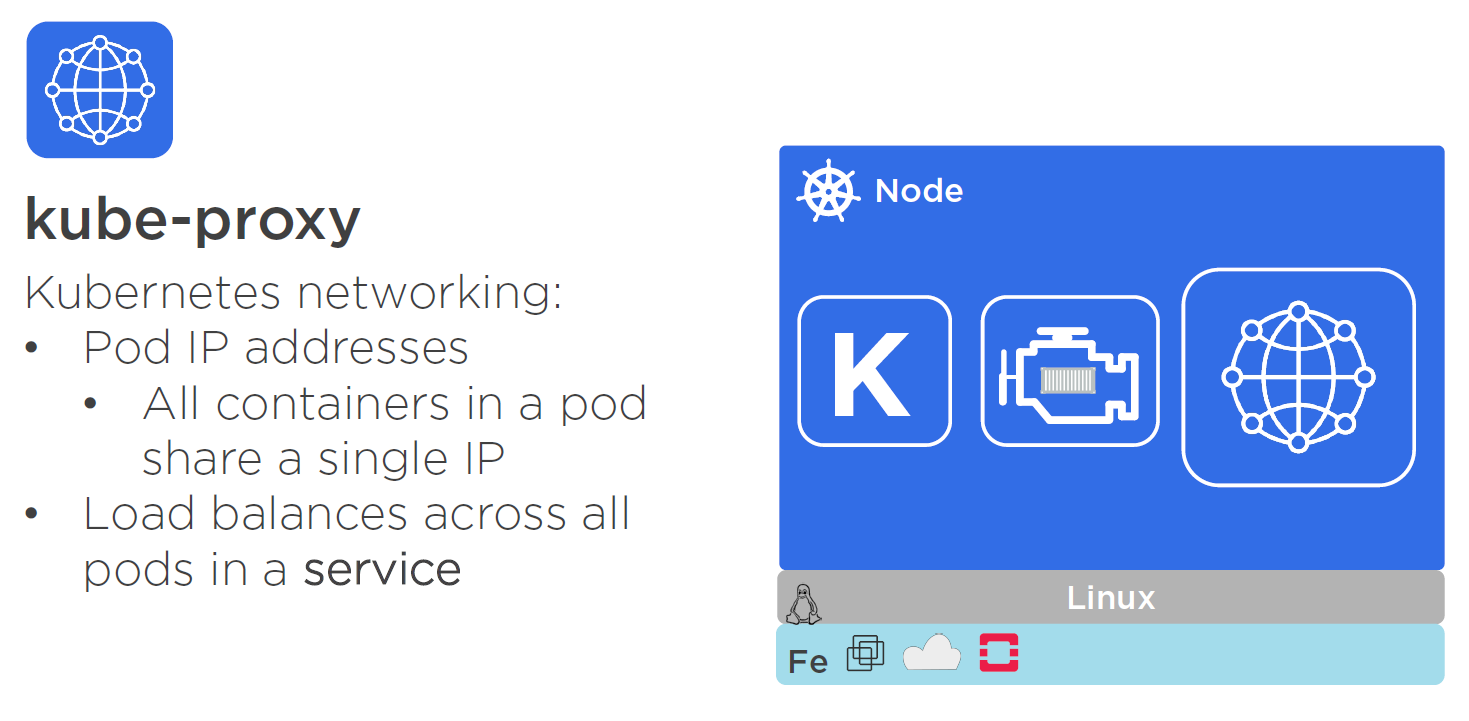 kube-proxy
Kubernetes networking:
• Pod IP addresses
• All containers in a pod
share a single IP
• Load balances across all
pods in a service
Node
K
Linux
Fe